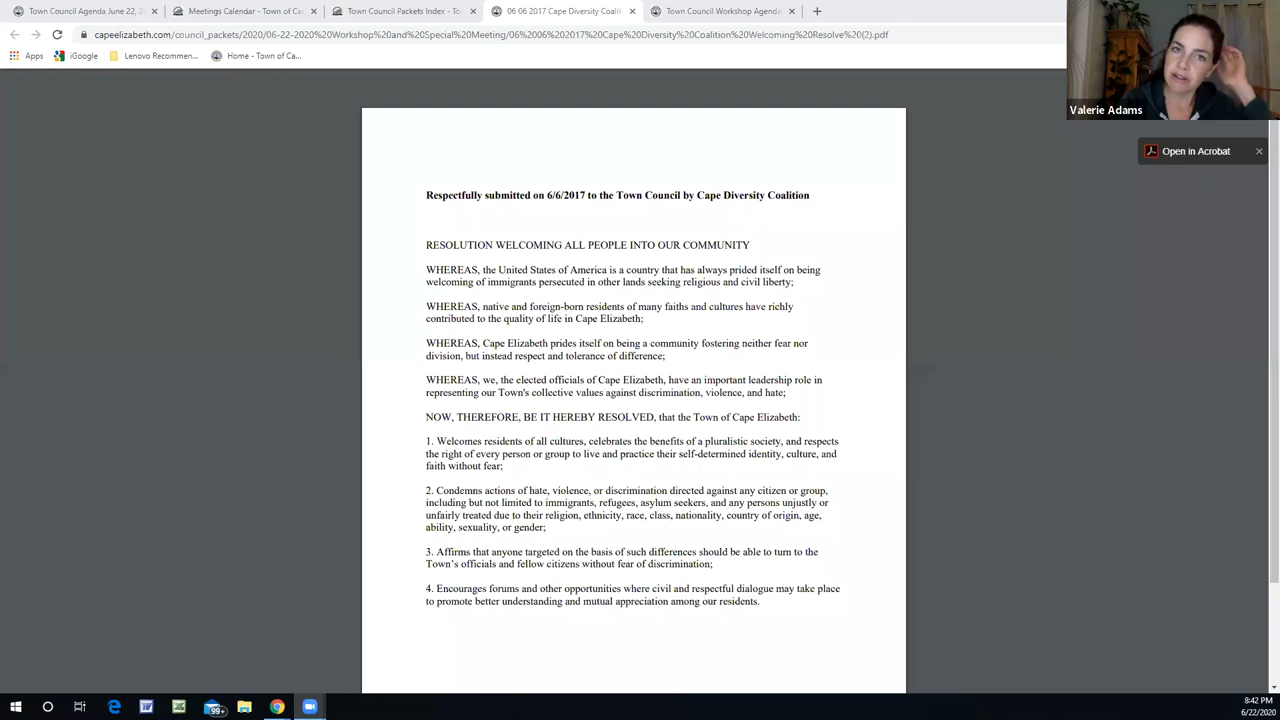 Town Council Agenda June 22, 2
Meetings Calendar - Town of Ca
Town Council Packets Index - To
06 06 2017 Cape Diversity Coalit
Town Council Workshop Agenda
capeelizabeth.com/council_packets/2020/06-22-2020%20Workshop%20and%20Special%20Meeting/06%2006%202017%20Cape%20Diversity%20Coalition%20Welcoming%20Resolve%20(2).pdf
Apps
iGoogle
Lenovo Recommen...
Home - Town of Ca...
Valerie Adams
Open in Acrobat
Respectfully submitted on 6/6/2017 to the Town Council by Cape Diversity Coalition
RESOLUTION WELCOMING ALL PEOPLE INTO OUR COMMUNITY
WHEREAS, the United States of America is a country that has always prided itself on being
welcoming of immigrants persecuted in other lands seeking religious and civil liberty;
WHEREAS, native and foreign-born residents of many faiths and cultures have richly
contributed to the quality of life in Cape Elizabeth;
WHEREAS, Cape Elizabeth prides itself on being a community fostering neither fear nor
division, but instead respect and tolerance of difference;
WHEREAS, we, the elected officials of Cape Elizabeth, have an important leadership role in
representing our Town's collective values against discrimination, violence, and hate;
NOW, THEREFORE, BE IT HEREBY RESOLVED, that the Town of Cape Elizabeth:
1. Welcomes residents of all cultures, celebrates the benefits of a pluralistic society, and respects
the right of every person or group to live and practice their self-determined identity, culture, and
faith without fear;
2. Condemns actions of hate, violence, or discrimination directed against any citizen or group,
including but not limited to immigrants, refugees, asylum seekers, and any persons unjustly or
unfairly treated due to their religion, ethnicity, race, class, nationality, country of origin, age,
ability, sexuality, or gender;
3. Affirms that anyone targeted on the basis of such differences should be able to turn to the
Town's officials and fellow citizens without fear of discrimination;
4. Encourages forums and other opportunities where civil and respectful dialogue may take place
to promote better understanding and mutual appreciation among our residents.
99+
8:42 PM
6/22/2020